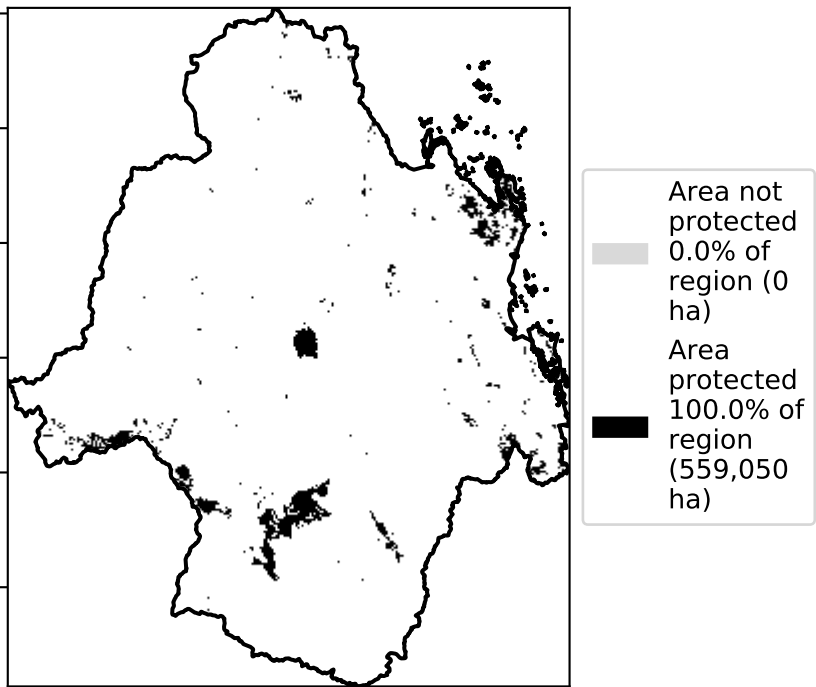 Area not
protected
0.0% of
region (0
ha)
Area
protected
100.0% of
region
(559,050
ha)